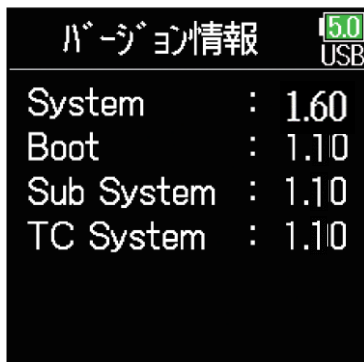 バージョン情報
5.0
USB
System : 1.60
Boot : 1.10
Sub System : 1.10
TC System : 1.10